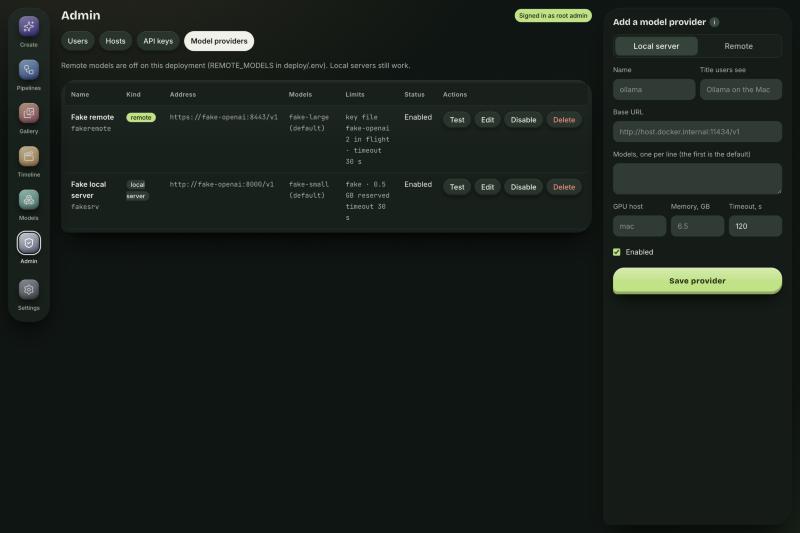 Admin
Signed in as root admin
Users
Hosts
API keys
Model providers
Remote models are off on this deployment (REMOTE_MODELS in deploy/.env). Local servers still work.
Name Kind Address Models Limits Status Actions
Fake remote
fakeremote
remote
https://fake-openai:8443/v1
fake-large
(default)
key file
fake-openai
2 in flight
· timeout
30 s
Enabled
Test Edit Disable Delete
Fake local
server
fakesrv
local
server
http://fake-openai:8000/v1
fake-small
(default)
fake · 0.5
GB reserved
timeout 30
s
Enabled
Test Edit Disable Delete
Create
Pipelines
Gallery
Timeline
Models
Admin
Settings
Add a model provider i
Local server Remote
Name Title users see
ollama Ollama on the Mac
Base URL
http://host.docker.internal:11434/v1
Models, one per line (the first is the default)
GPU host Memory, GB Timeout, s
mac 6.5 120
Enabled
Save provider